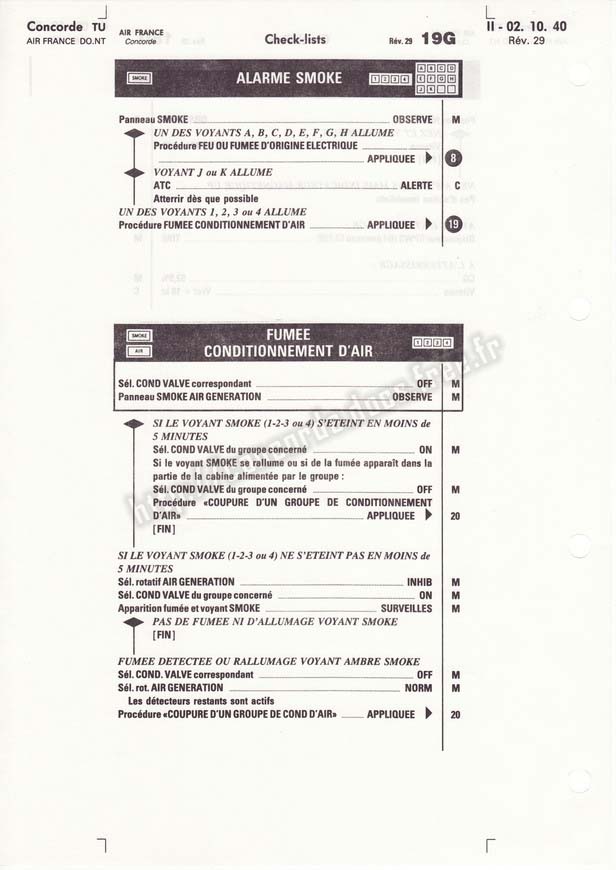 Concorde TU
AIR FRANCE DO.NT
AIR FRANCE
Concorde
Check-lists
Rév. 29 19G
II - 02. 10. 40
Rév. 29
SMOKE
ALARME SMOKE
1 2 3 4
A B C D
E F G H
J K
Panneau SMOKE OBSERVE M
UN DES VOYANTS A, B, C, D, E, F, G, H ALLUME
Procédure FEU OU FUMEE D'ORIGINE ELECTRIQUE
APPLIQUEE 8
VOYANT J ou K ALLUME
ATC ALERTE C
Atterrir dès que possible
UN DES VOYANTS 1, 2, 3 ou 4 ALLUME
Procédure FUMEE CONDITIONNEMENT D'AIR APPLIQUEE 19
SMOKE
AIR
FUMEE
CONDITIONNEMENT D'AIR
1 2 3 4
Sél. COND VALVE correspondant OFF M
Panneau SMOKE AIR GENERATION OBSERVE M
SI LE VOYANT SMOKE (1-2-3 ou 4) S'ETEINT EN MOINS de
5 MINUTES
Sél. COND VALVE du groupe concerné ON M
Si le voyant SMOKE se rallume ou si de la fumée apparaît dans la
partie de la cabine alimentée par le groupe :
Sél. COND VALVE du groupe concerné OFF M
Procédure «COUPURE D'UN GROUPE DE CONDITIONNEMENT
D'AIR» APPLIQUEE 20
[FIN]
SI LE VOYANT SMOKE (1-2-3 ou 4) NE S'ETEINT PAS EN MOINS de
5 MINUTES
Sél. rotatif AIR GENERATION INHIB M
Sél. COND VALVE du groupe concerné ON M
Apparition fumée et voyant SMOKE SURVEILLES M
PAS DE FUMEE NI D'ALLUMAGE VOYANT SMOKE
[FIN]
FUMEE DETECTEE OU RALLUMAGE VOYANT AMBRE SMOKE
Sél. COND. VALVE correspondant OFF M
Sél. rot. AIR GENERATION NORM M
Les détecteurs restants sont actifs
Procédure «COUPURE D'UN GROUPE DE COND D'AIR» APPLIQUEE 20